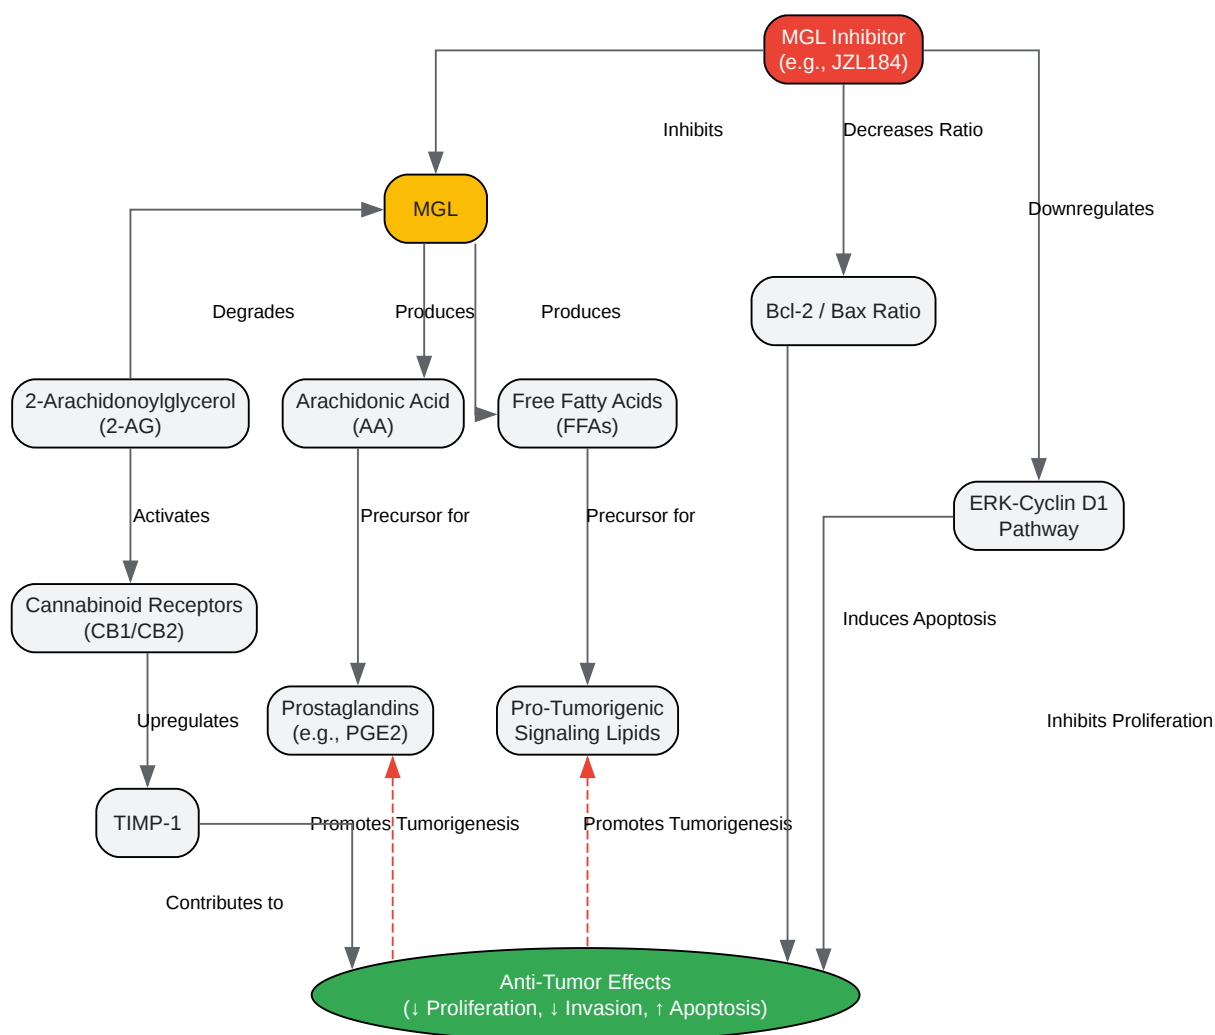 MGL Inhibitor
(e.g., JZL184)
Inhibits
Decreases Ratio
MGL
Downregulates
Degrades
Produces
Produces
Bcl-2 / Bax Ratio
2-Arachidonoylglycerol
(2-AG)
Arachidonic Acid
(AA)
Free Fatty Acids
(FFAs)
Activates
Precursor for
Precursor for
ERK-Cyclin D1
Pathway
Cannabinoid Receptors
(CB1/CB2)
Induces Apoptosis
Upregulates
Prostaglandins
(e.g., PGE2)
Pro-Tumorigenic
Signaling Lipids
Inhibits Proliferation
TIMP-1
Promotes Tumorigenesis
Promotes Tumorigenesis
Contributes to
Anti-Tumor Effects
(↓ Proliferation, ↓ Invasion, ↑ Apoptosis)